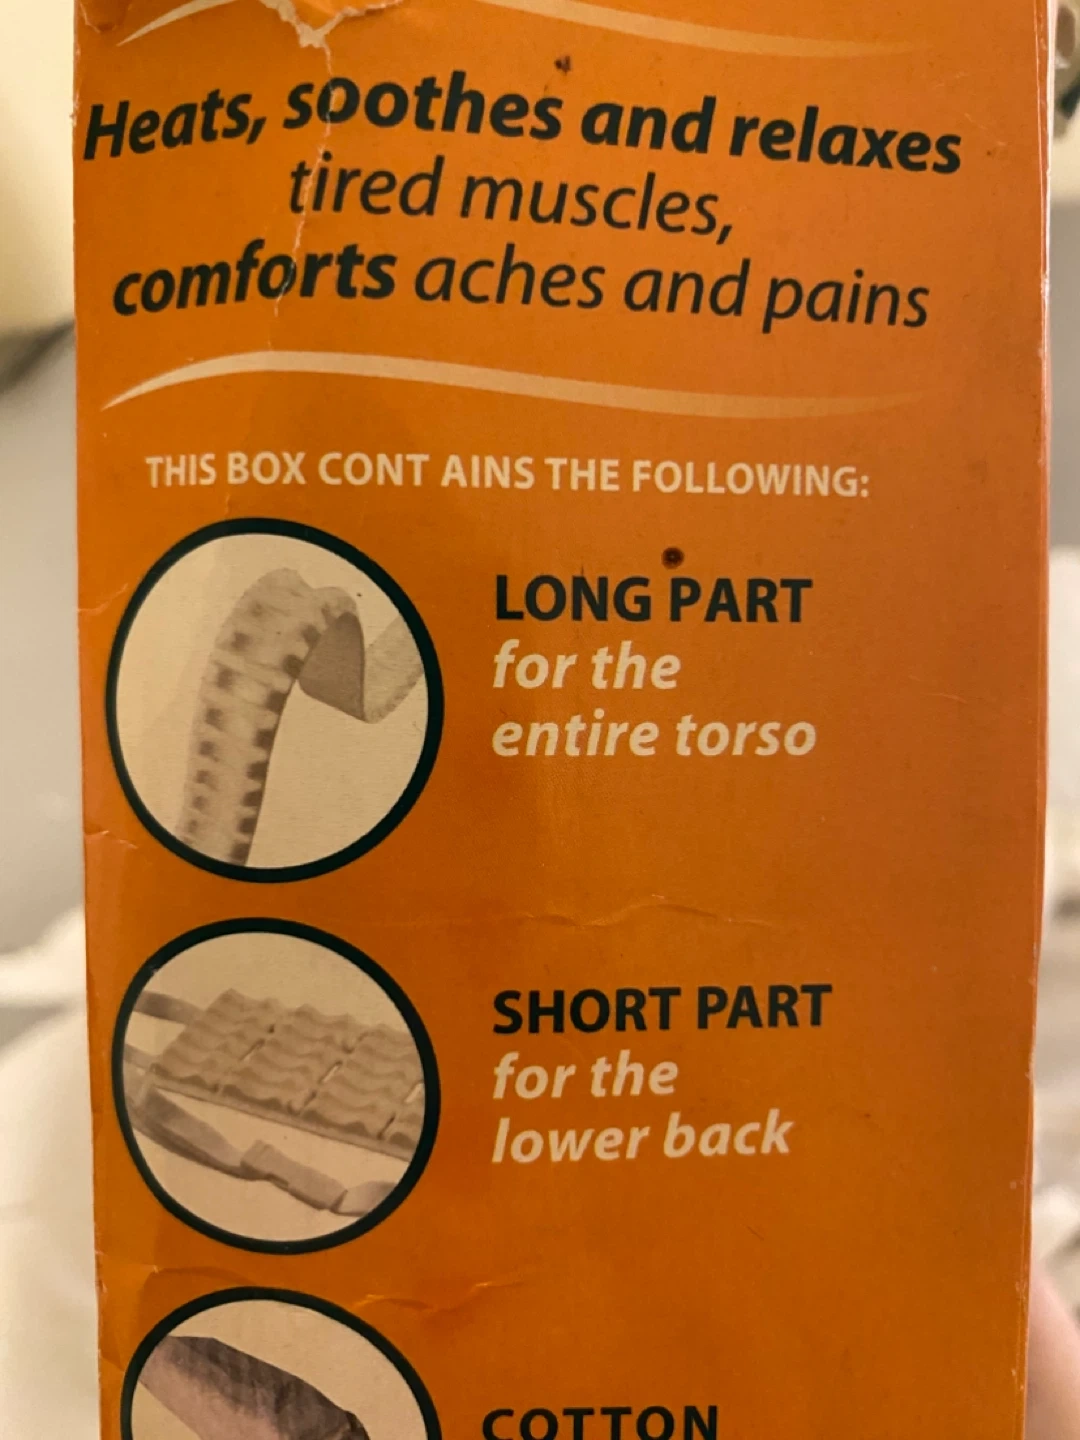 Heats, soothes and relaxes
tired muscles,
comforts aches and pains
THIS BOX CONT AINS THE FOLLOWING:
LONG PART
for the
entire torso
SHORT PART
for the
lower back
COTTON